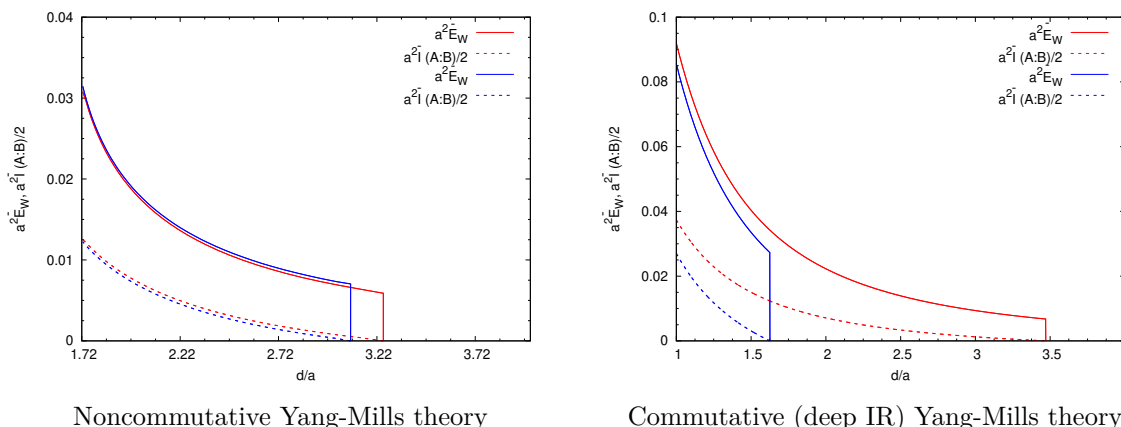 0.04
0.03
0.02
0.01
0
1.72
2.22
2.72
3.22
3.72
d/a
a²Ē_W, a²Ī (A:B)/2
a²Ē_W
a²Ī (A:B)/2
a²Ē_W
a²Ī (A:B)/2
Noncommutative Yang-Mills theory
0.1
0.08
0.06
0.04
0.02
0
1
1.5
2
2.5
3
3.5
d/a
a²Ē_W, a²Ī (A:B)/2
a²Ē_W
a²Ī (A:B)/2
a²Ē_W
a²Ī (A:B)/2
Commutative (deep IR) Yang-Mills theory